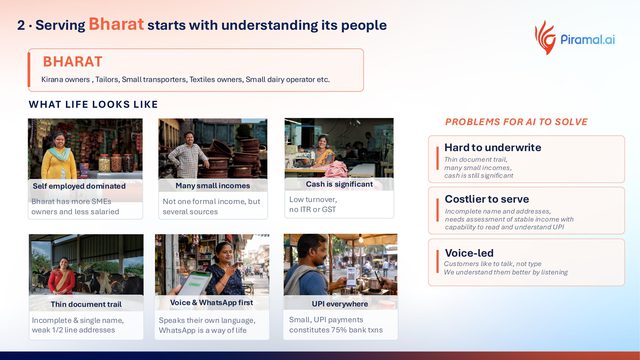 2 · Serving Bharat starts with understanding its people
Piramal.ai
BHARAT
Kirana owners , Tailors, Small transporters, Textiles owners, Small dairy operator etc.
WHAT LIFE LOOKS LIKE
Self employed dominated
Bharat has more SMEs
owners and less salaried
Many small incomes
Not one formal income, but
several sources
Cash is significant
Low turnover,
no ITR or GST
Thin document trail
Incomplete & single name,
weak 1/2 line addresses
Voice & WhatsApp first
Speaks their own language,
WhatsApp is a way of life
UPI everywhere
Small, UPI payments
constitutes 75% bank txns
PROBLEMS FOR AI TO SOLVE
Hard to underwrite
Thin document trail,
many small incomes,
cash is still significant
Costlier to serve
Incomplete name and addresses,
needs assessment of stable income with
capability to read and understand UPI
Voice-led
Customers like to talk, not type
We understand them better by listening